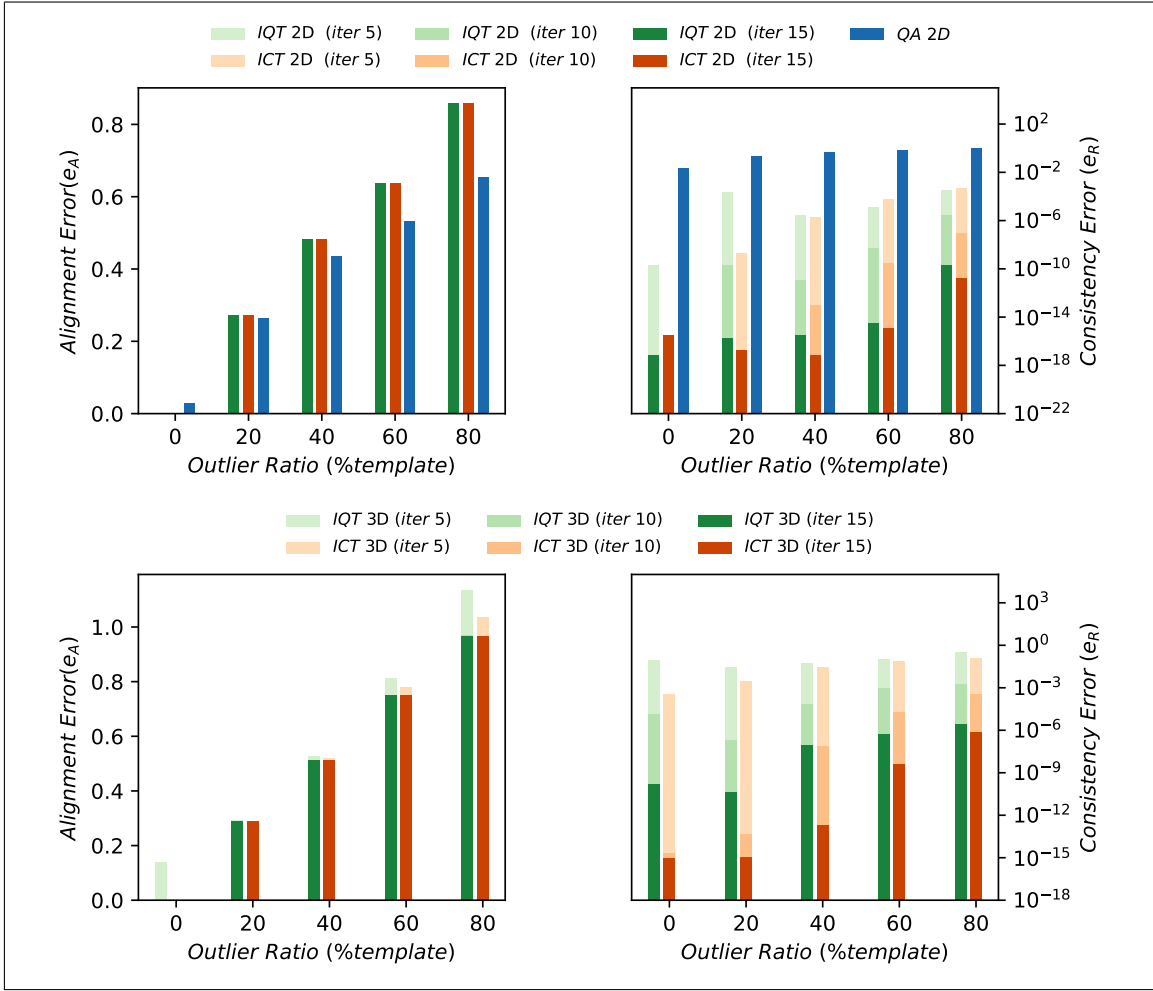 IQT 2D (iter 5) IQT 2D (iter 10) IQT 2D (iter 15) QA 2D
ICT 2D (iter 5) ICT 2D (iter 10) ICT 2D (iter 15)
0.8
0.6
0.4
0.2
0.0
Alignment Error(e_A)
0 20 40 60 80
Outlier Ratio (%template)
10^2
10^−2
10^−6
10^−10
10^−14
10^−18
10^−22
Consistency Error (e_R)
0 20 40 60 80
Outlier Ratio (%template)
IQT 3D (iter 5) IQT 3D (iter 10) IQT 3D (iter 15)
ICT 3D (iter 5) ICT 3D (iter 10) ICT 3D (iter 15)
1.0
0.8
0.6
0.4
0.2
0.0
Alignment Error(e_A)
0 20 40 60 80
Outlier Ratio (%template)
10^3
10^0
10^−3
10^−6
10^−9
10^−12
10^−15
10^−18
Consistency Error (e_R)
0 20 40 60 80
Outlier Ratio (%template)